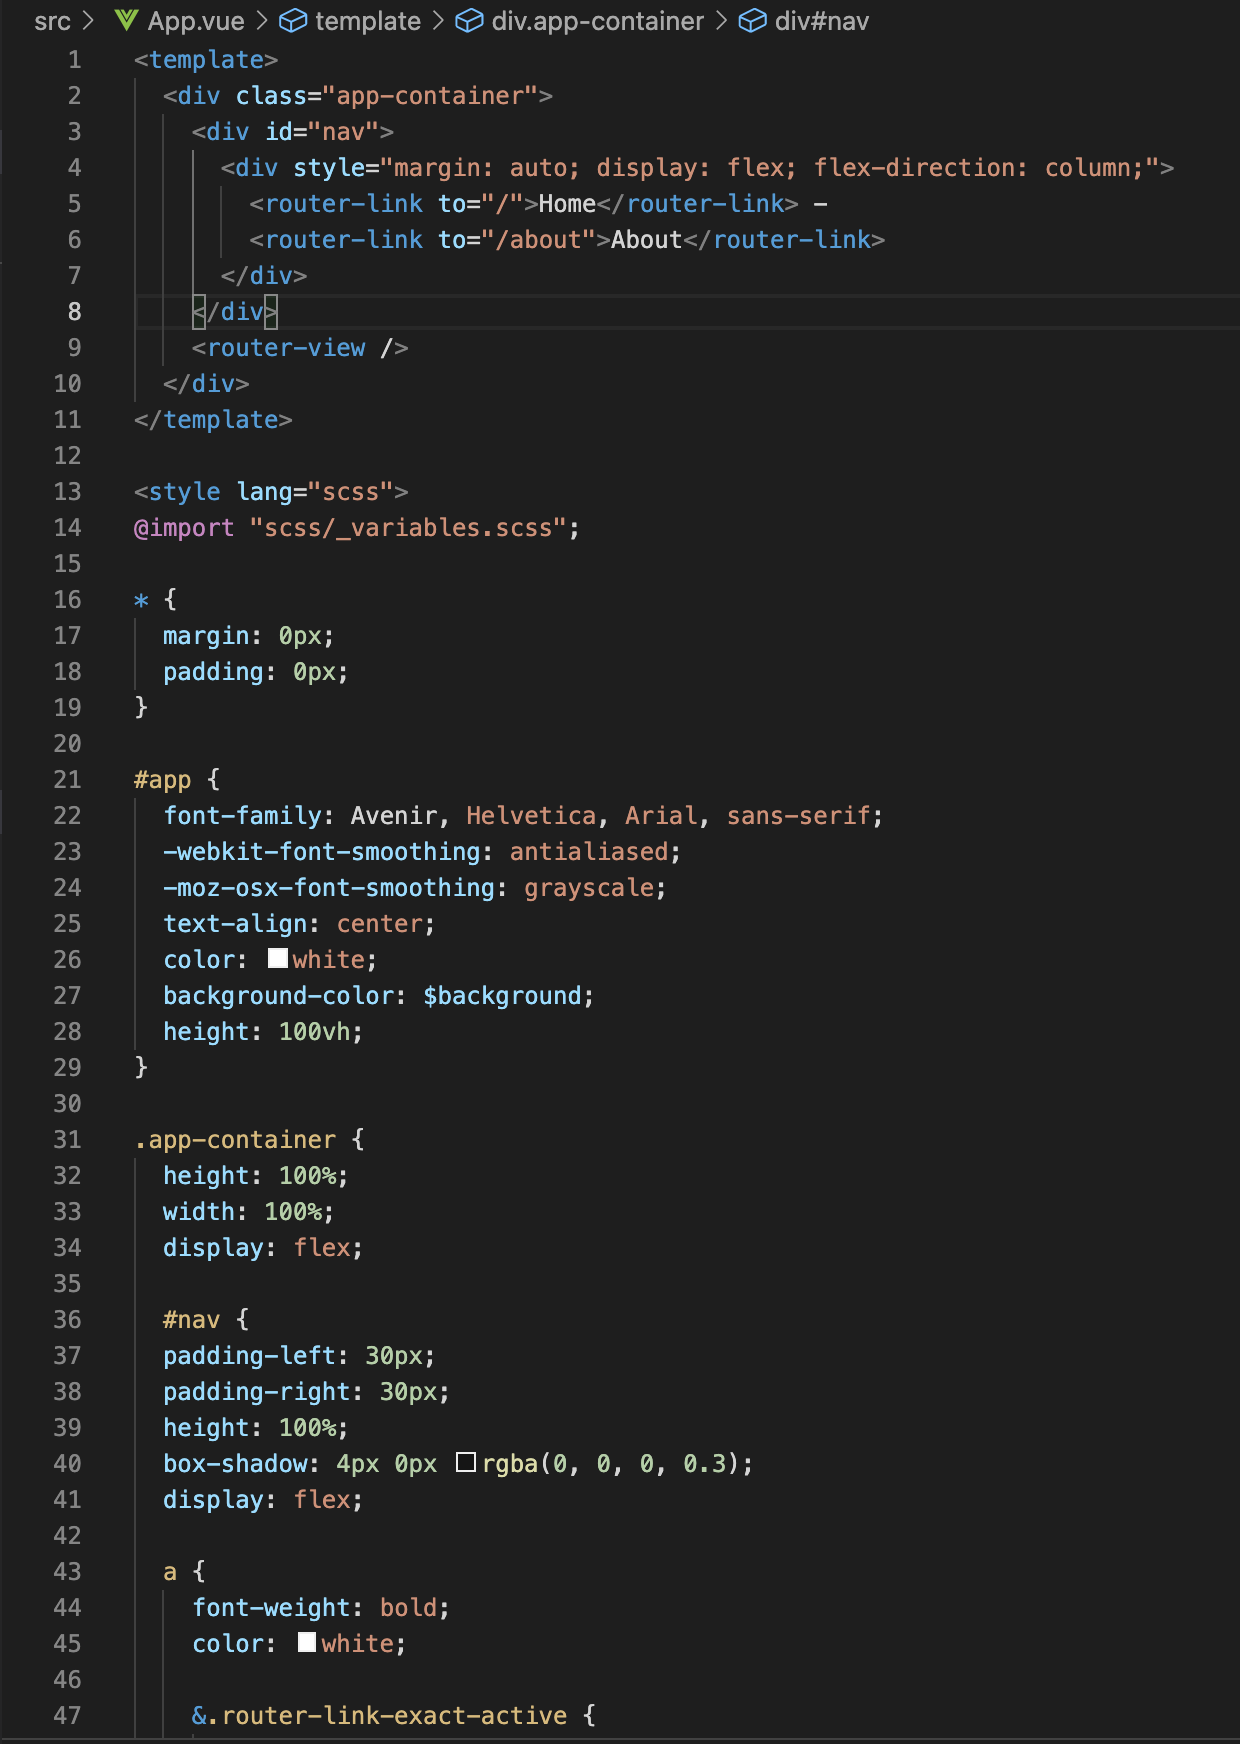 src > App.vue > template > div.app-container > div#nav
1 <template>
2   <div class="app-container">
3     <div id="nav">
4       <div style="margin: auto; display: flex; flex-direction: column;">
5         <router-link to="/">Home</router-link> -
6         <router-link to="/about">About</router-link>
7       </div>
8     </div>
9     <router-view />
10   </div>
11 </template>
12
13 <style lang="scss">
14 @import "scss/_variables.scss";
15
16 * {
17   margin: 0px;
18   padding: 0px;
19 }
20
21 #app {
22   font-family: Avenir, Helvetica, Arial, sans-serif;
23   -webkit-font-smoothing: antialiased;
24   -moz-osx-font-smoothing: grayscale;
25   text-align: center;
26   color: white;
27   background-color: $background;
28   height: 100vh;
29 }
30
31 .app-container {
32   height: 100%;
33   width: 100%;
34   display: flex;
35
36   #nav {
37   padding-left: 30px;
38   padding-right: 30px;
39   height: 100%;
40   box-shadow: 4px 0px rgba(0, 0, 0, 0.3);
41   display: flex;
42
43   a {
44     font-weight: bold;
45     color: white;
46
47     &.router-link-exact-active {